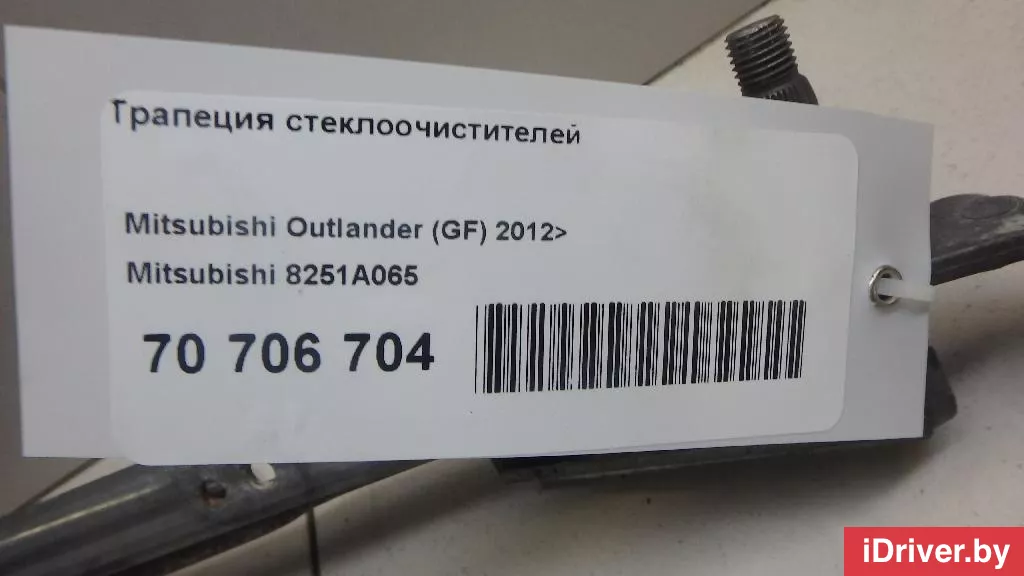 Трапеция стеклоочистителей
Mitsubishi Outlander (GF) 2012>
Mitsubishi 8251A065
70 706 704
iDriver.by